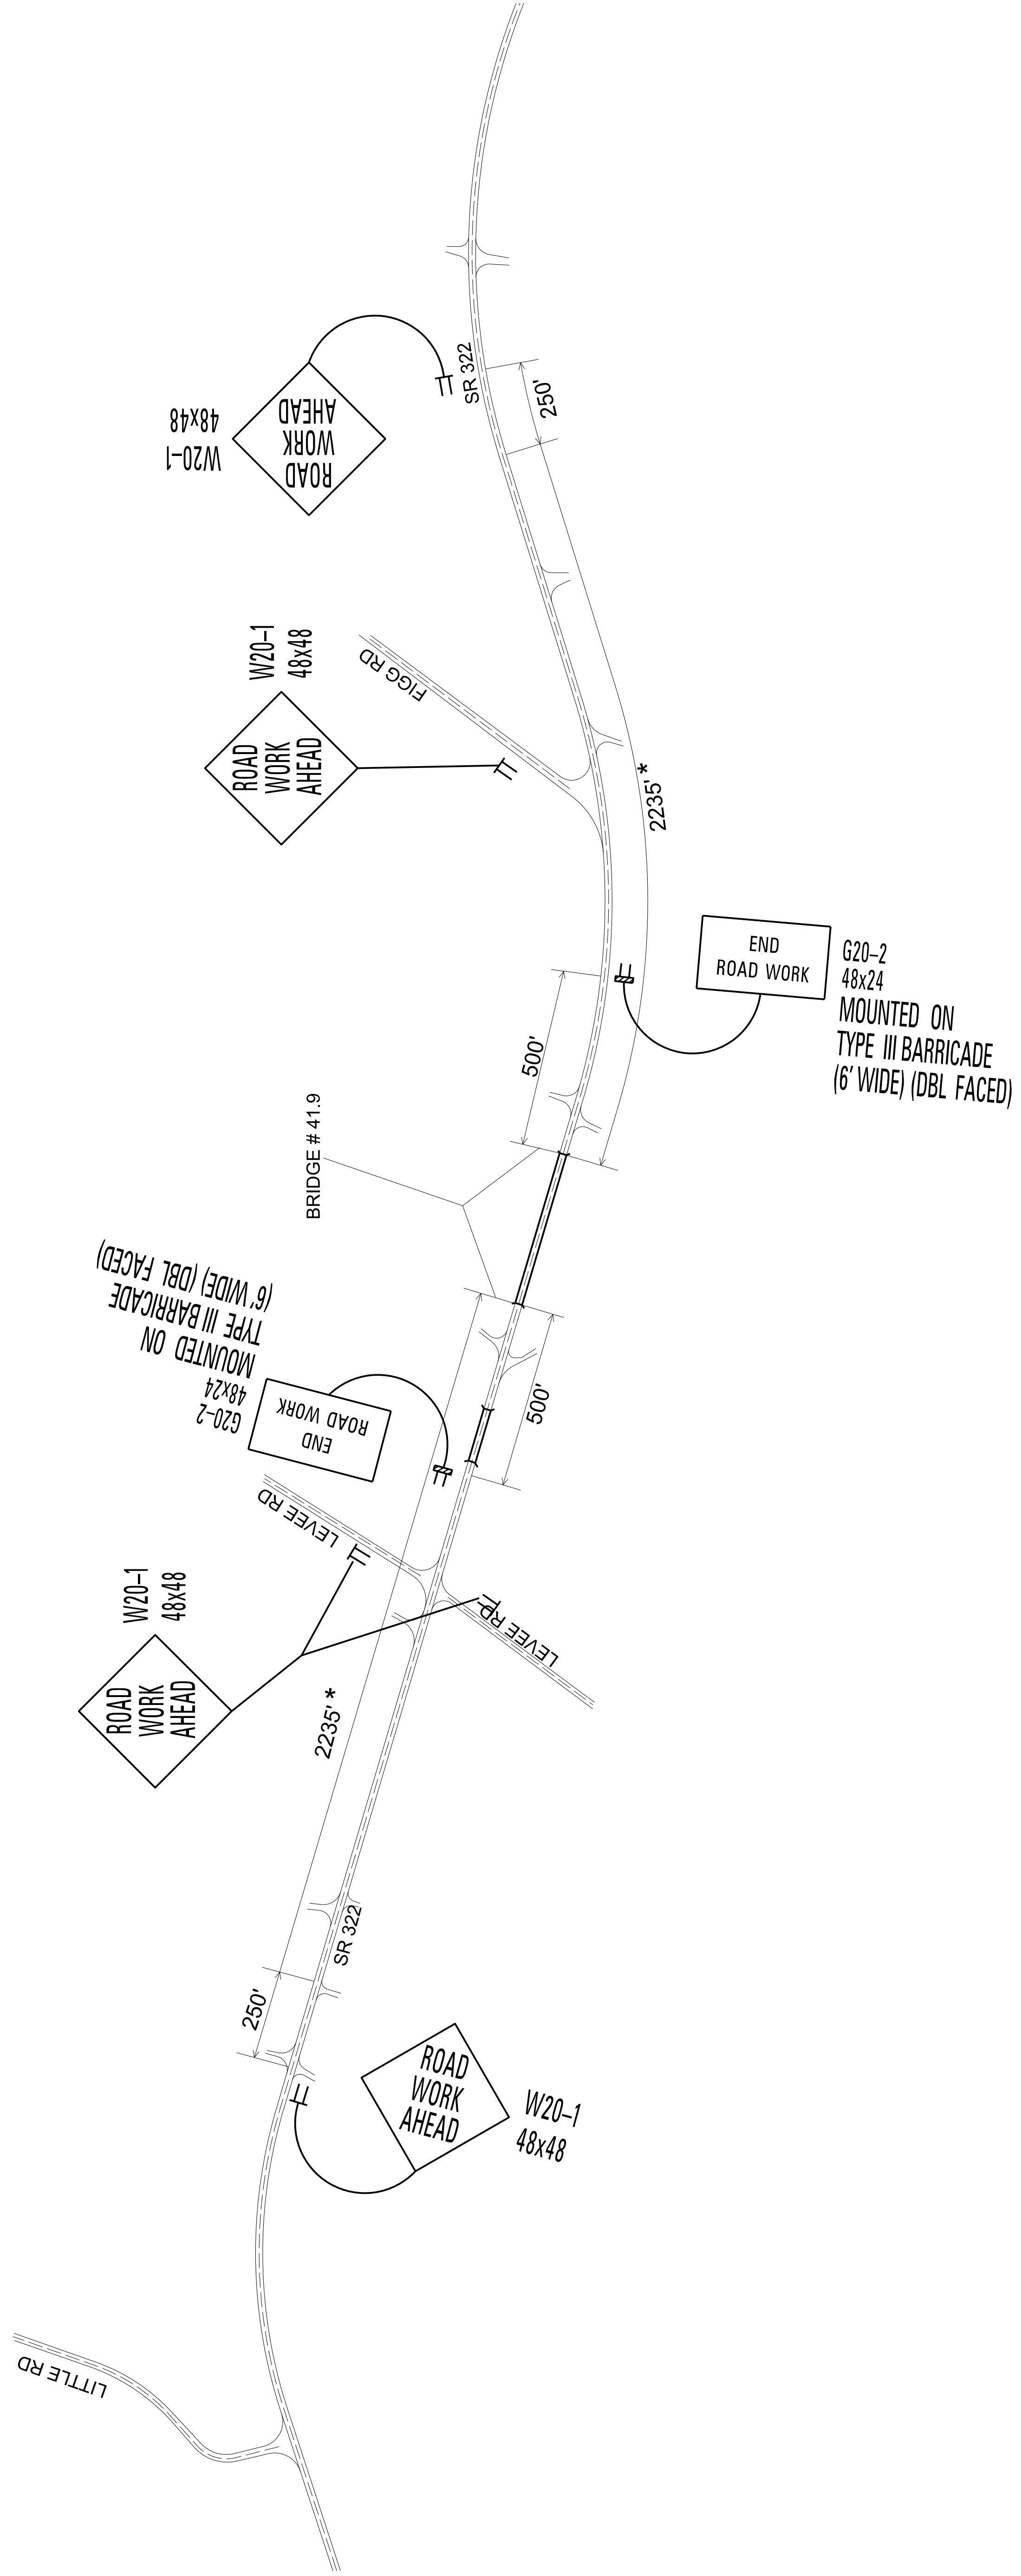 SR 322
250'
W20-1
48x48
ROAD
WORK
AHEAD
W20-1
48x48
ROAD
WORK
AHEAD
FIGG RD
2235' *
END
ROAD WORK
G20-2
48x24
MOUNTED ON
TYPE III BARRICADE
(6' WIDE) (DBL FACED)
500'
BRIDGE # 41.9
G20-2
48x24
MOUNTED ON
TYPE III BARRICADE
(6' WIDE) (DBL FACED)
END
ROAD WORK
500'
LEVEE RD
LEVEE RD
W20-1
48x48
ROAD
WORK
AHEAD
2235' *
SR 322
250'
ROAD
WORK
AHEAD
W20-1
48x48
LITTLE RD